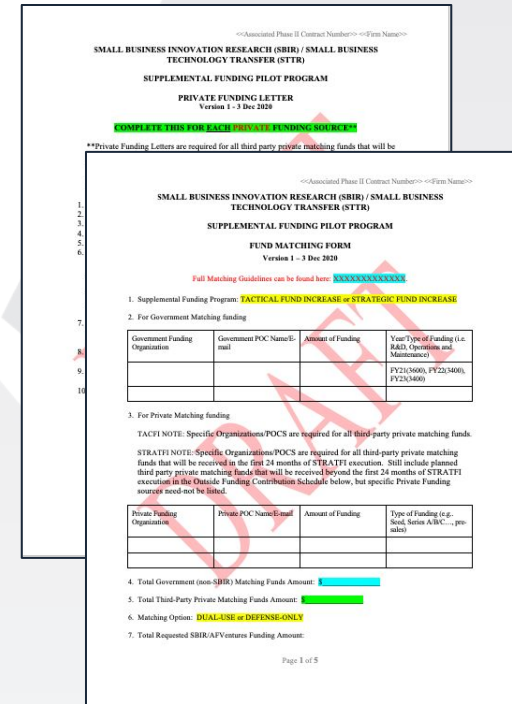 <<Associated Phase II Contract Number>> <<Firm Name>>
SMALL BUSINESS INNOVATION RESEARCH (SBIR) / SMALL BUSINESS
TECHNOLOGY TRANSFER (STTR)
SUPPLEMENTAL FUNDING PILOT PROGRAM
PRIVATE FUNDING LETTER
Version 1 - 3 Dec 2020
COMPLETE THIS FOR EACH PRIVATE FUNDING SOURCE**
**Private Funding Letters are required for all third party private matching funds that will be
1.
2.
3.
4.
5.
6.
7.
8.
9.
10
<<Associated Phase II Contract Number>> <<Firm Name>>
SMALL BUSINESS INNOVATION RESEARCH (SBIR) / SMALL BUSINESS
TECHNOLOGY TRANSFER (STTR)
SUPPLEMENTAL FUNDING PILOT PROGRAM
FUND MATCHING FORM
Version 1 – 3 Dec 2020
Full Matching Guidelines can be found here: XXXXXXXXXXXXX.
1. Supplemental Funding Program: TACTICAL FUND INCREASE or STRATEGIC FUND INCREASE
2. For Government Matching funding
Government Funding Organization
Government POC Name/E-mail
Amount of Funding
Year/Type of Funding (i.e. R&D, Operations and Maintenance)
FY21(3600), FY22(3400),
FY23(3400)
3. For Private Matching funding
TACFI NOTE: Specific Organizations/POCS are required for all third-party private matching funds.
STRATFI NOTE: Specific Organizations/POCS are required for all third-party private matching
funds that will be received in the first 24 months of STRATFI execution. Still include planned
third party private matching funds that will be received beyond the first 24 months of STRATFI
execution in the Outside Funding Contribution Schedule below, but specific Private Funding
sources need-not be listed.
Private Funding Organization
Private POC Name/E-mail
Amount of Funding
Type of Funding (e.g., Seed, Series A/B/C…, pre-sales)
4. Total Government (non-SBIR) Matching Funds Amount: $
5. Total Third-Party Private Matching Funds Amount: $
6. Matching Option: DUAL-USE or DEFENSE-ONLY
7. Total Requested SBIR/AFVentures Funding Amount:
Page 1 of 5
DRAFT